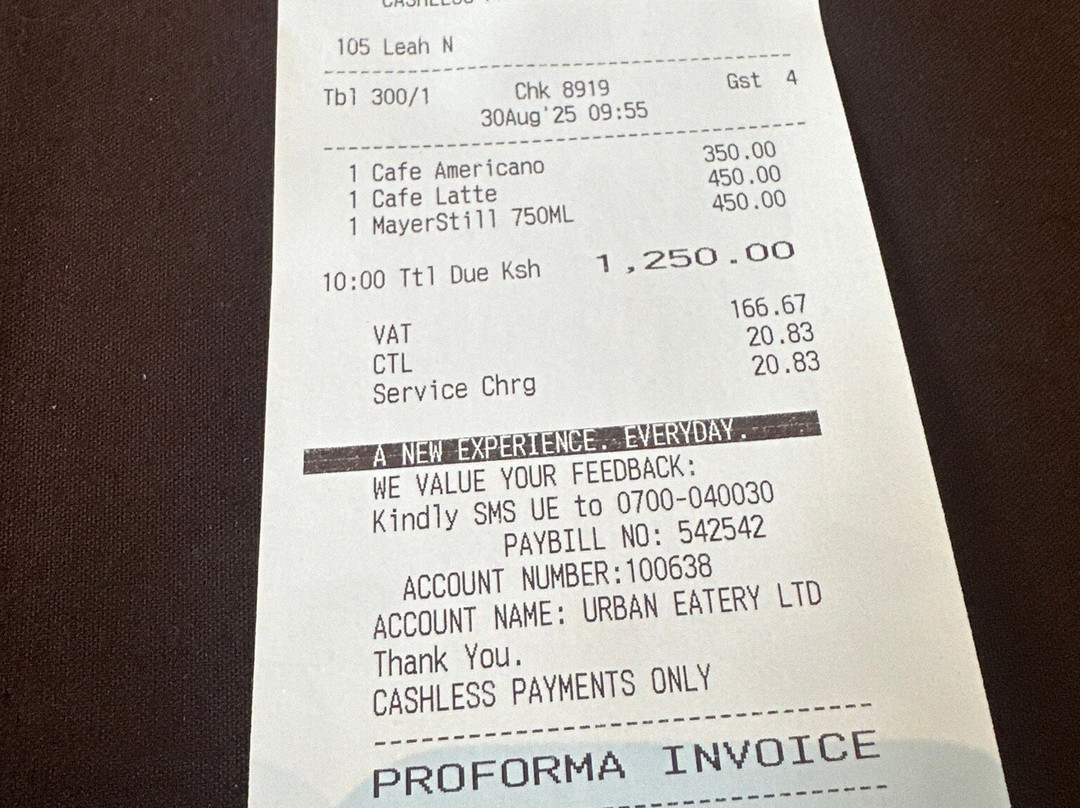 105 Leah N
Tbl 300/1 Chk 8919 Gst 4
30Aug'25 09:55
1 Cafe Americano 350.00
1 Cafe Latte 450.00
1 MayerStill 750ML 450.00
10:00 Ttl Due Ksh 1,250.00
VAT 166.67
CTL 20.83
Service Chrg 20.83
A NEW EXPERIENCE. EVERYDAY.
WE VALUE YOUR FEEDBACK:
Kindly SMS UE to 0700-040030
PAYBILL NO: 542542
ACCOUNT NUMBER:100638
ACCOUNT NAME: URBAN EATERY LTD
Thank You.
CASHLESS PAYMENTS ONLY
PROFORMA INVOICE